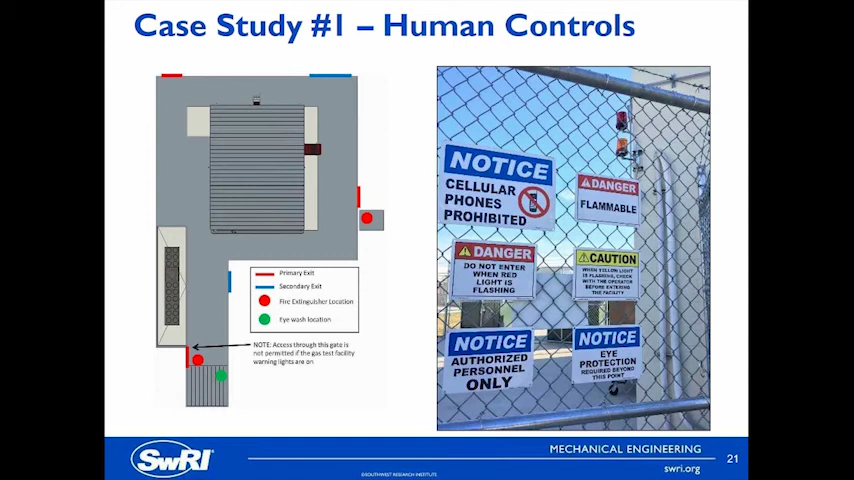 Case Study #1 – Human Controls
Primary Exit
Secondary Exit
Fire Extinguisher Location
Eye wash location
NOTE: Access through this gate is
not permitted if the gas test facility
warning lights are on
NOTICE
CELLULAR
PHONES
PROHIBITED
DANGER
FLAMMABLE
DANGER
DO NOT ENTER
WHEN RED
LIGHT IS
FLASHING
CAUTION
WHEN YELLOW LIGHT
IS FLASHING, CHECK
WITH THE OPERATOR
BEFORE ENTERING
THE FACILITY
NOTICE
AUTHORIZED
PERSONNEL
ONLY
NOTICE
EYE
PROTECTION
REQUIRED BEYOND
THIS POINT
SwRI
MECHANICAL ENGINEERING
swri.org
21
©SOUTHWEST RESEARCH INSTITUTE